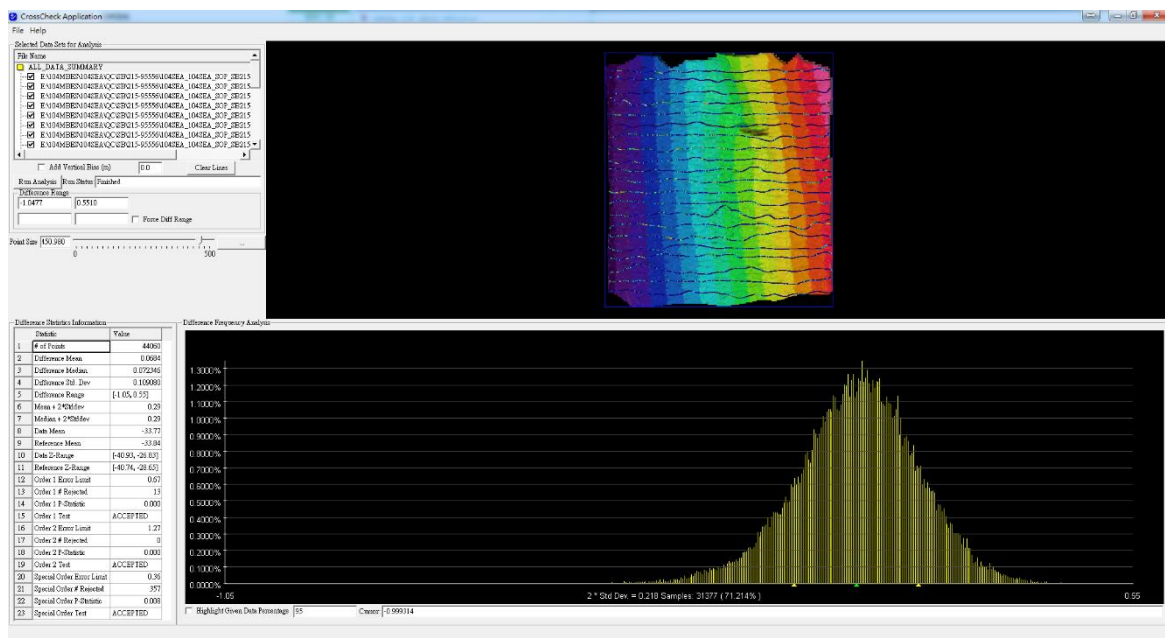 CrossCheck Application
File Help
Selected Data Sets for Analysis
File Name
ALL_DATA_SUMMARY
Add Vertical Bias (m) 0.0 Clear Lines
Run Analysis Run Status Finished
Difference Range
-1.0477 0.5510
Force Diff Range
Point Size 450.980 ...
0 500
Difference Statistics Information
Statistic Value
1 # of Points 44060
2 Difference Mean 0.0684
3 Difference Median 0.072346
4 Difference Std. Dev 0.109080
5 Difference Range [-1.05, 0.55]
6 Mean + 2*Stddev 0.29
7 Median + 2*Stddev 0.29
8 Data Mean -33.77
9 Reference Mean -33.84
10 Data Z-Range
11 Reference Z-Range [-40.74, -28.65]
12 Order 1 Error Limit 0.67
13 Order 1 # Rejected 13
14 Order 1 P-Statistic 0.000
15 Order 1 Test ACCEPTED
16 Order 2 Error Limit 1.27
17 Order 2 # Rejected 0
18 Order 2 P-Statistic 0.000
19 Order 2 Test ACCEPTED
20 Special Order Error Limit 0.36
21 Special Order # Rejected 357
22 Special Order P-Statistic 0.008
23 Special Order Test ACCEPTED
Difference Frequency Analysis
1.3000%
1.2000%
1.1000%
1.0000%
0.9000%
0.8000%
0.7000%
0.6000%
0.5000%
0.4000%
0.3000%
0.2000%
0.1000%
0.0000%
-1.05 2 * Std Dev. = 0.218 Samples: 31377 ( 71.214% ) 0.55
Highlight Given Data Percentage 95 Cursor -0.999314